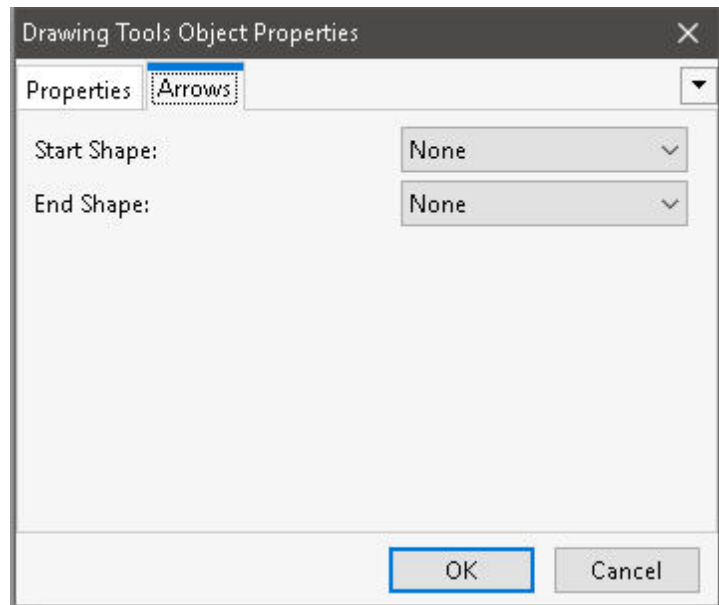 Drawing Tools Object Properties
Properties Arrows
Start Shape: None
End Shape: None
OK Cancel